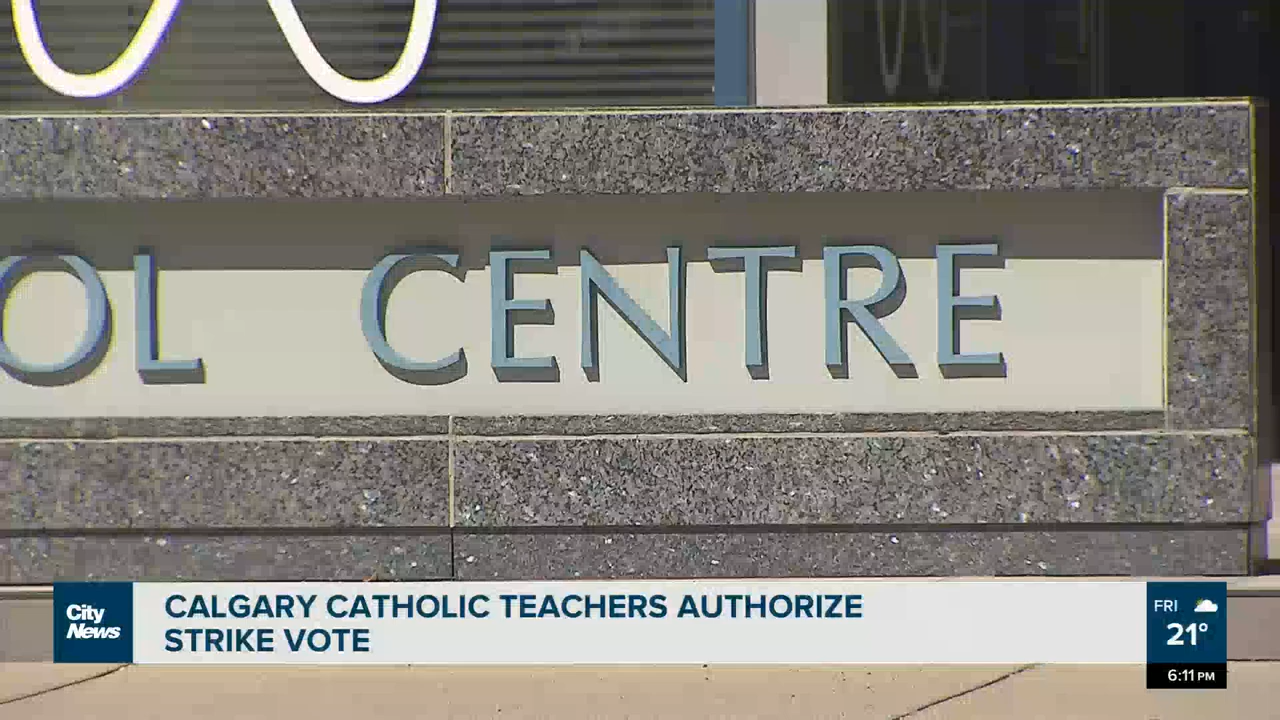 OL CENTRE
City
News
CALGARY CATHOLIC TEACHERS AUTHORIZE
STRIKE VOTE
FRI
21°
6:11 PM